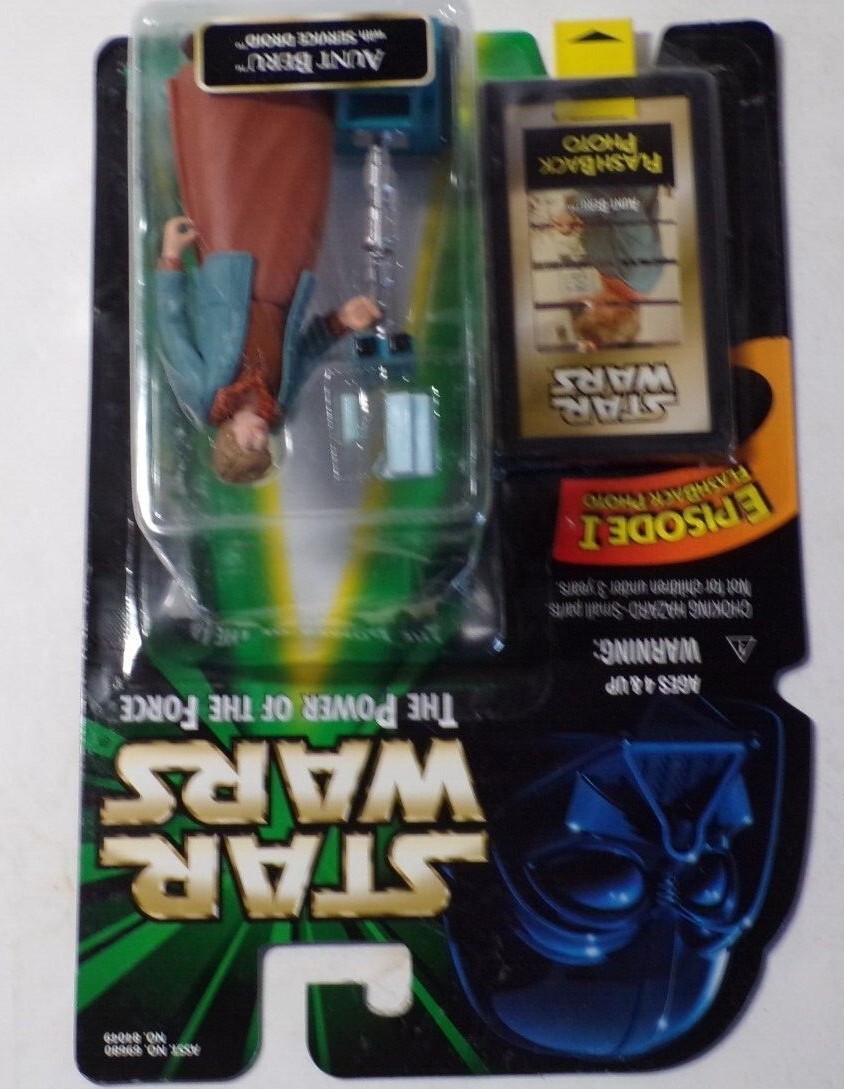 ASST. NO. 69680
NO. 84049
STAR
WARS
THE POWER OF THE FORCE
AGES 4 & UP
WARNING:
CHOKING HAZARD-Small parts.
Not for children under 3 years.
EPISODE I
FLASHBACK PHOTO
STAR
WARS
Aunt Beru™
FLASHBACK
PHOTO
AUNT BERU™
with SERVICE DROID™